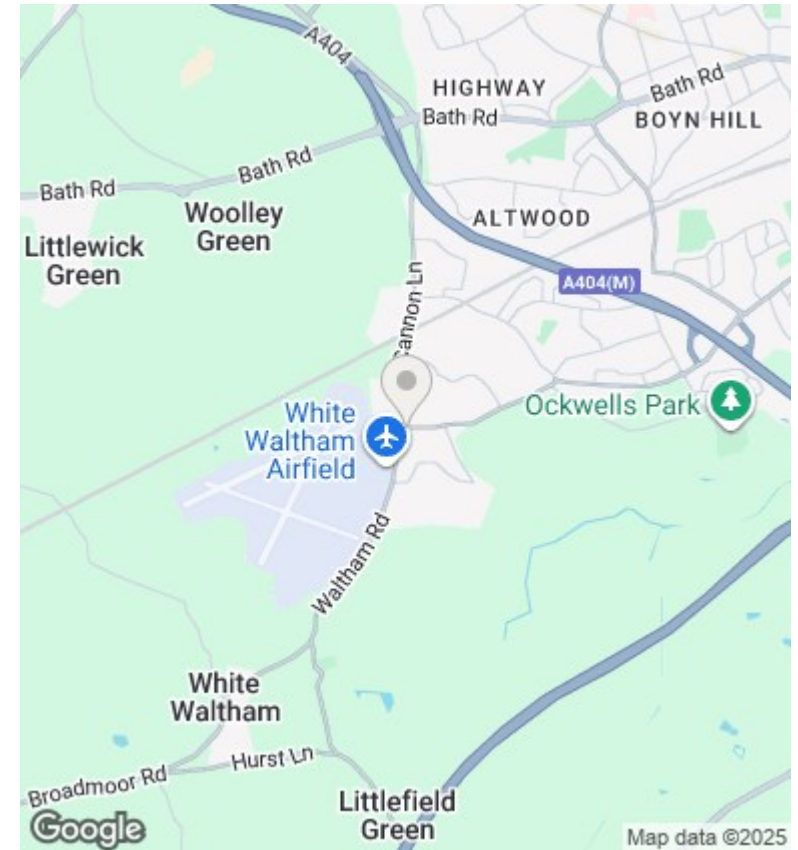 A404
HIGHWAY
Bath Rd
Bath Rd
BOYN HILL
Bath Rd
Bath Rd
Woolley
Green
ALTWOOD
Littlewick
Green
A404(M)
Cannon Ln
White
Waltham
Airfield
Ockwells Park
Waltham Rd
White
Waltham
Hurst Ln
Broadmoor Rd
Littlefield
Green
Google
Map data ©2025